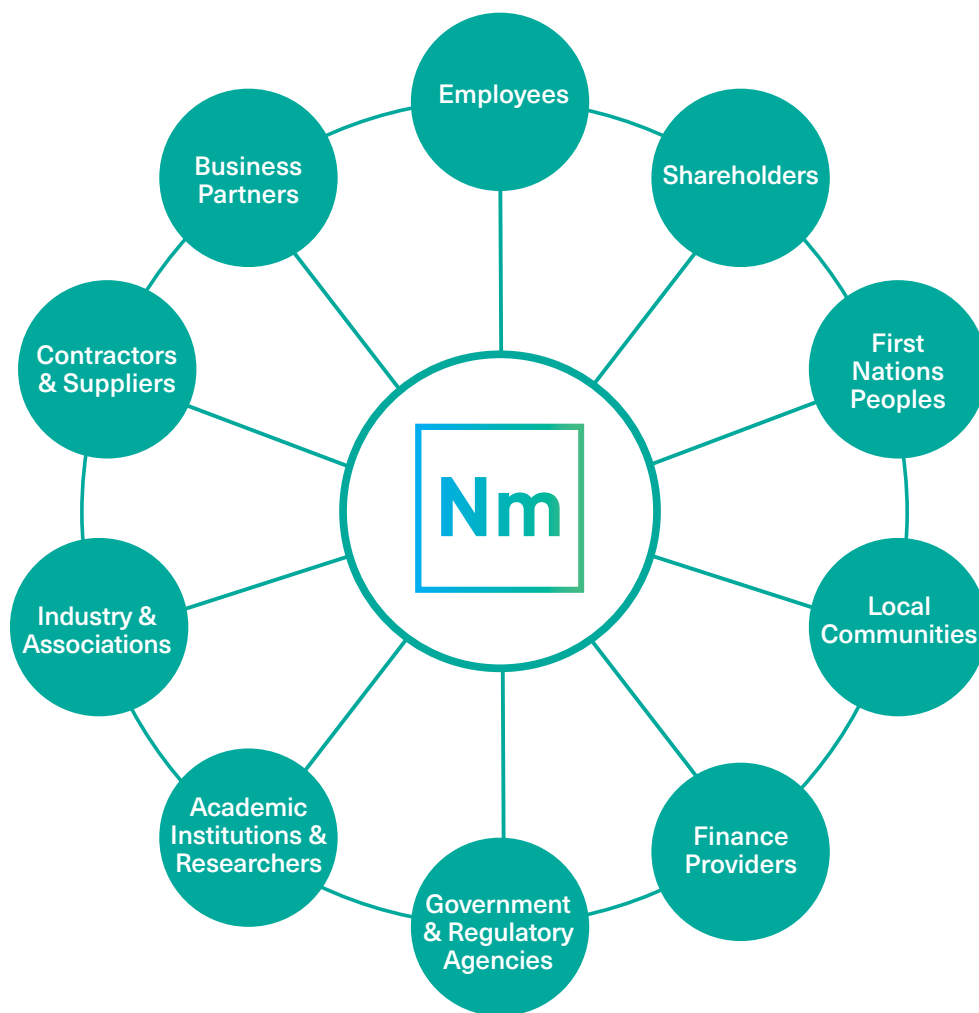 Employees
Shareholders
First
Nations
Peoples
Local
Communities
Finance
Providers
Government
& Regulatory
Agencies
Academic
Institutions &
Researchers
Industry &
Associations
Contractors
& Suppliers
Business
Partners
Nm